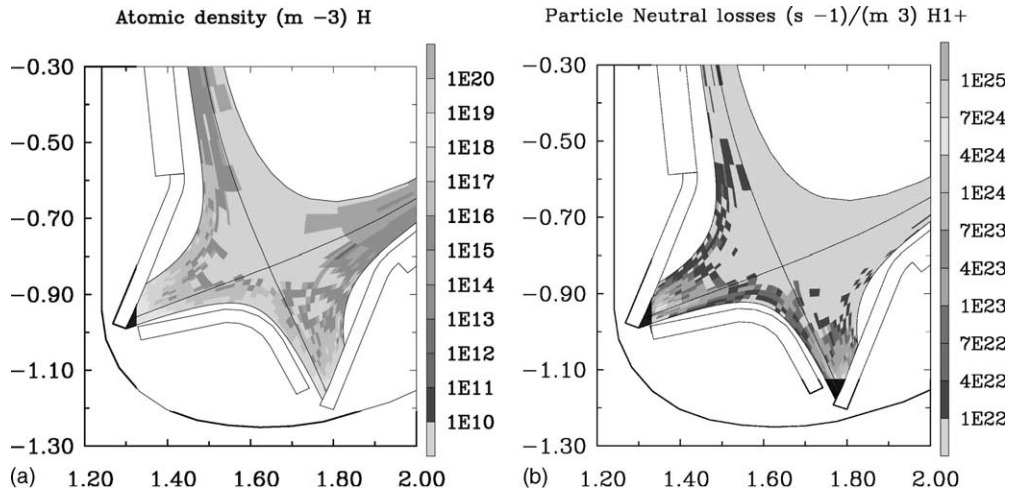 Atomic density (m −3) H
−0.30
−0.50
−0.70
−0.90
−1.10
−1.30
1.20 1.40 1.60 1.80 2.00
1E20
1E19
1E18
1E17
1E16
1E15
1E14
1E13
1E12
1E11
1E10
(a)
Particle Neutral losses (s −1)/(m 3) H1+
−0.30
−0.50
−0.70
−0.90
−1.10
−1.30
1.20 1.40 1.60 1.80 2.00
1E25
7E24
4E24
1E24
7E23
4E23
1E23
7E22
4E22
1E22
(b)